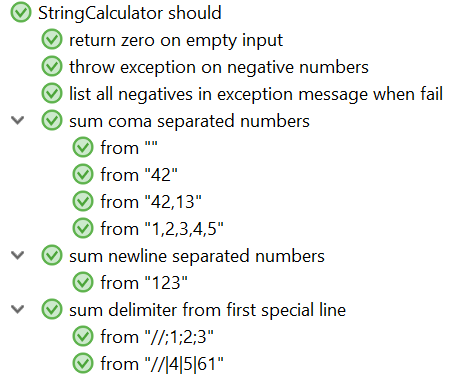 StringCalculator should
return zero on empty input
throw exception on negative numbers
list all negatives in exception message when fail
sum coma separated numbers
from ""
from "42"
from "42,13"
from "1,2,3,4,5"
sum newline separated numbers
from "123"
sum delimiter from first special line
from "//;1;2;3"
from "//|4|5|61"